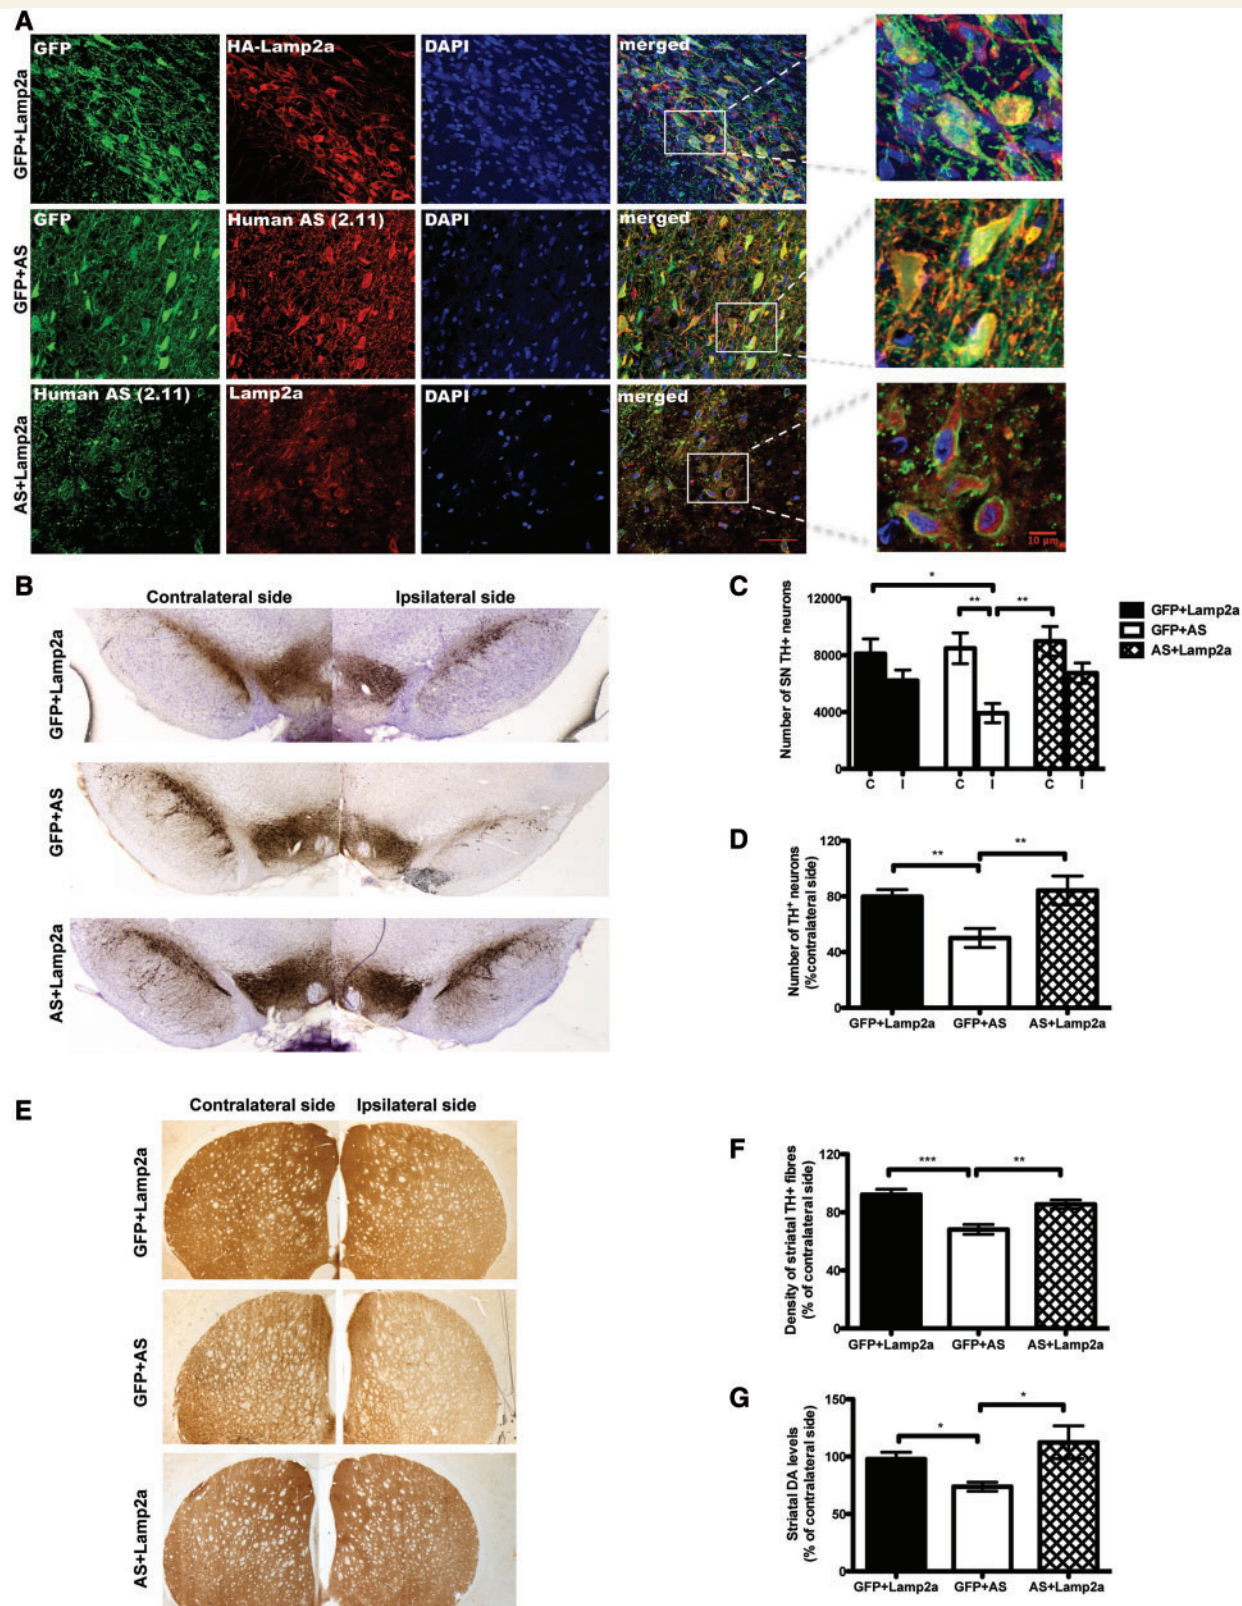 A
GFP HA-Lamp2a DAPI merged
GFP+Lamp2a
GFP Human AS (2.11) DAPI merged
GFP+AS
Human AS (2.11) Lamp2a DAPI merged
AS+Lamp2a
10 µm
B
Contralateral side Ipsilateral side
GFP+Lamp2a
GFP+AS
AS+Lamp2a
C
* ** **
Number of SN TH+ neurons
12000
8000
4000
0
C I C I C I
GFP+Lamp2a
GFP+AS
AS+Lamp2a
D
** **
Number of TH⁺ neurons
(%contralateral side)
120
80
40
0
GFP+Lamp2a GFP+AS AS+Lamp2a
E
Contralateral side Ipsilateral side
GFP+Lamp2a
GFP+AS
AS+Lamp2a
F
*** **
Density of striatal TH+ fibres
(% of contralateral side)
120
80
40
0
GFP+Lamp2a GFP+AS AS+Lamp2a
G
* *
Striatal DA levels
(% of contralateral side)
150
100
50
0
GFP+Lamp2a GFP+AS AS+Lamp2a